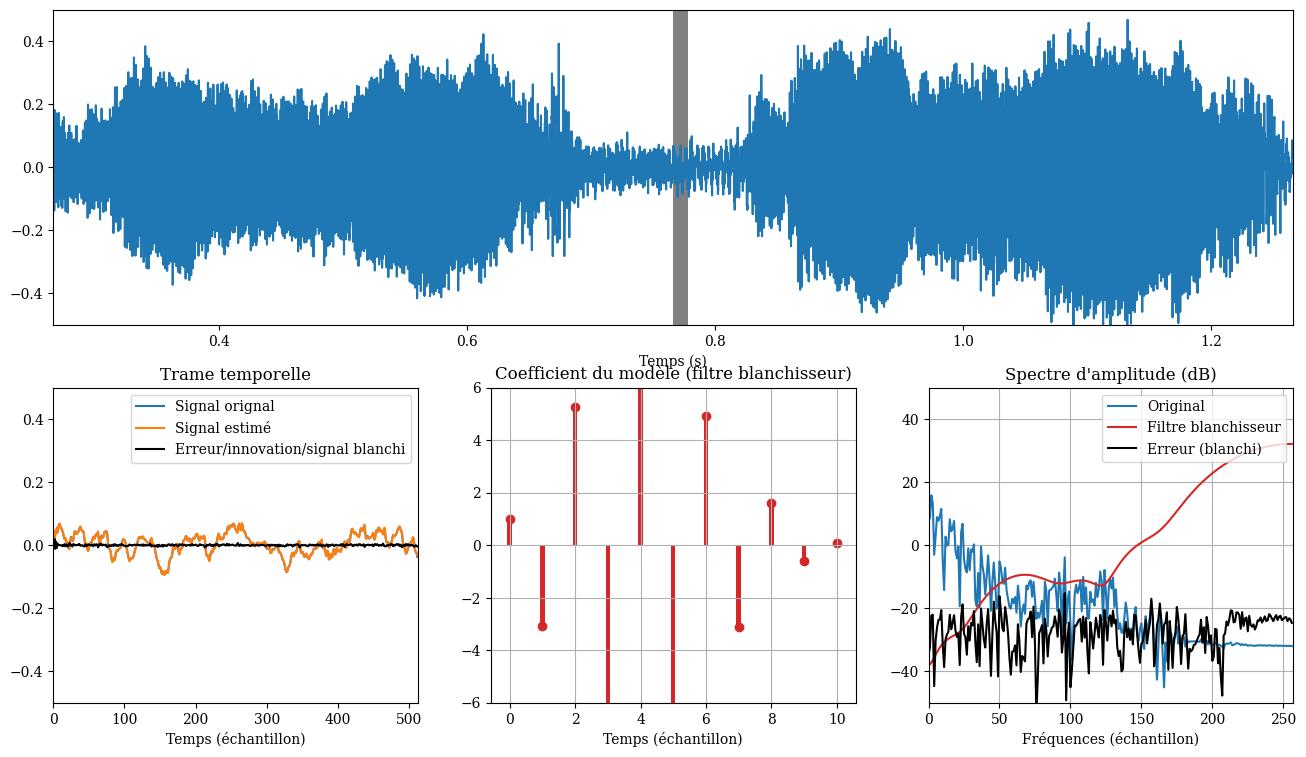 0.4
0.2
0.0
−0.2
−0.4
0.4 0.6 0.8 1.0 1.2
Temps (s)
Trame temporelle
Signal orignal
Signal estimé
Erreur/innovation/signal blanchi
0.4
0.2
0.0
−0.2
−0.4
0 100 200 300 400 500
Temps (échantillon)
Coefficient du modèle (filtre blanchisseur)
6
4
2
0
−2
−4
−6
0 2 4 6 8 10
Temps (échantillon)
Spectre d'amplitude (dB)
Original
Filtre blanchisseur
Erreur (blanchi)
40
20
0
−20
−40
0 50 100 150 200 250
Fréquences (échantillon)